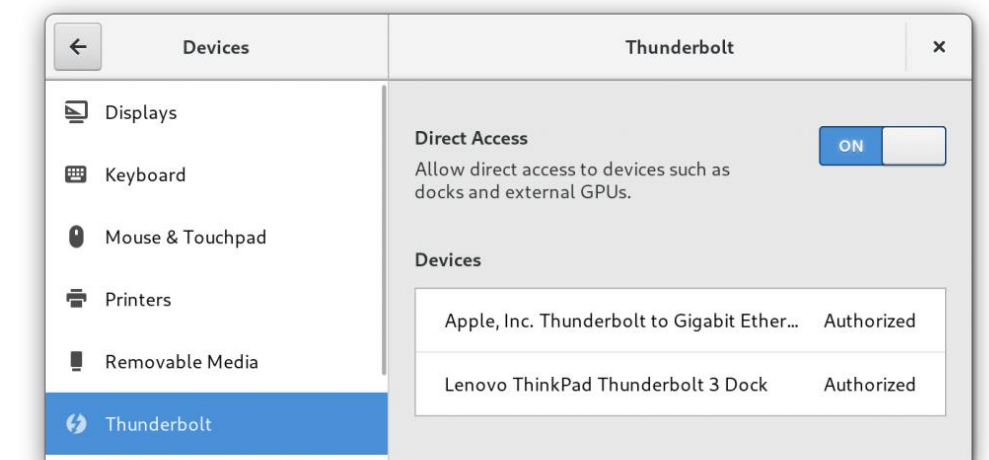 Devices
Thunderbolt
Displays
Keyboard
Mouse & Touchpad
Printers
Removable Media
Thunderbolt
Direct Access
ON
Allow direct access to devices such as
docks and external GPUs.
Devices
Apple, Inc. Thunderbolt to Gigabit Ether... Authorized
Lenovo ThinkPad Thunderbolt 3 Dock Authorized